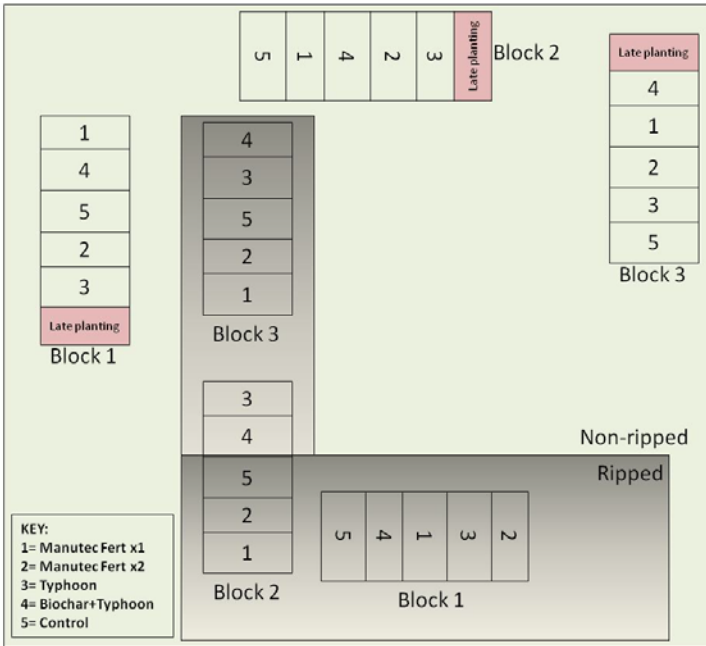 5 1 4 2 3 Late planting
Block 2
Late planting
4
1
2
3
5
Block 3
1
4
5
2
3
Late planting
Block 1
4
3
5
2
1
Block 3
3
4
5
2
1
Block 2
Non-ripped
Ripped
5 4 1 3 2
Block 1
KEY:
1= Manutec Fert x1
2= Manutec Fert x2
3= Typhoon
4= Biochar+Typhoon
5= Control